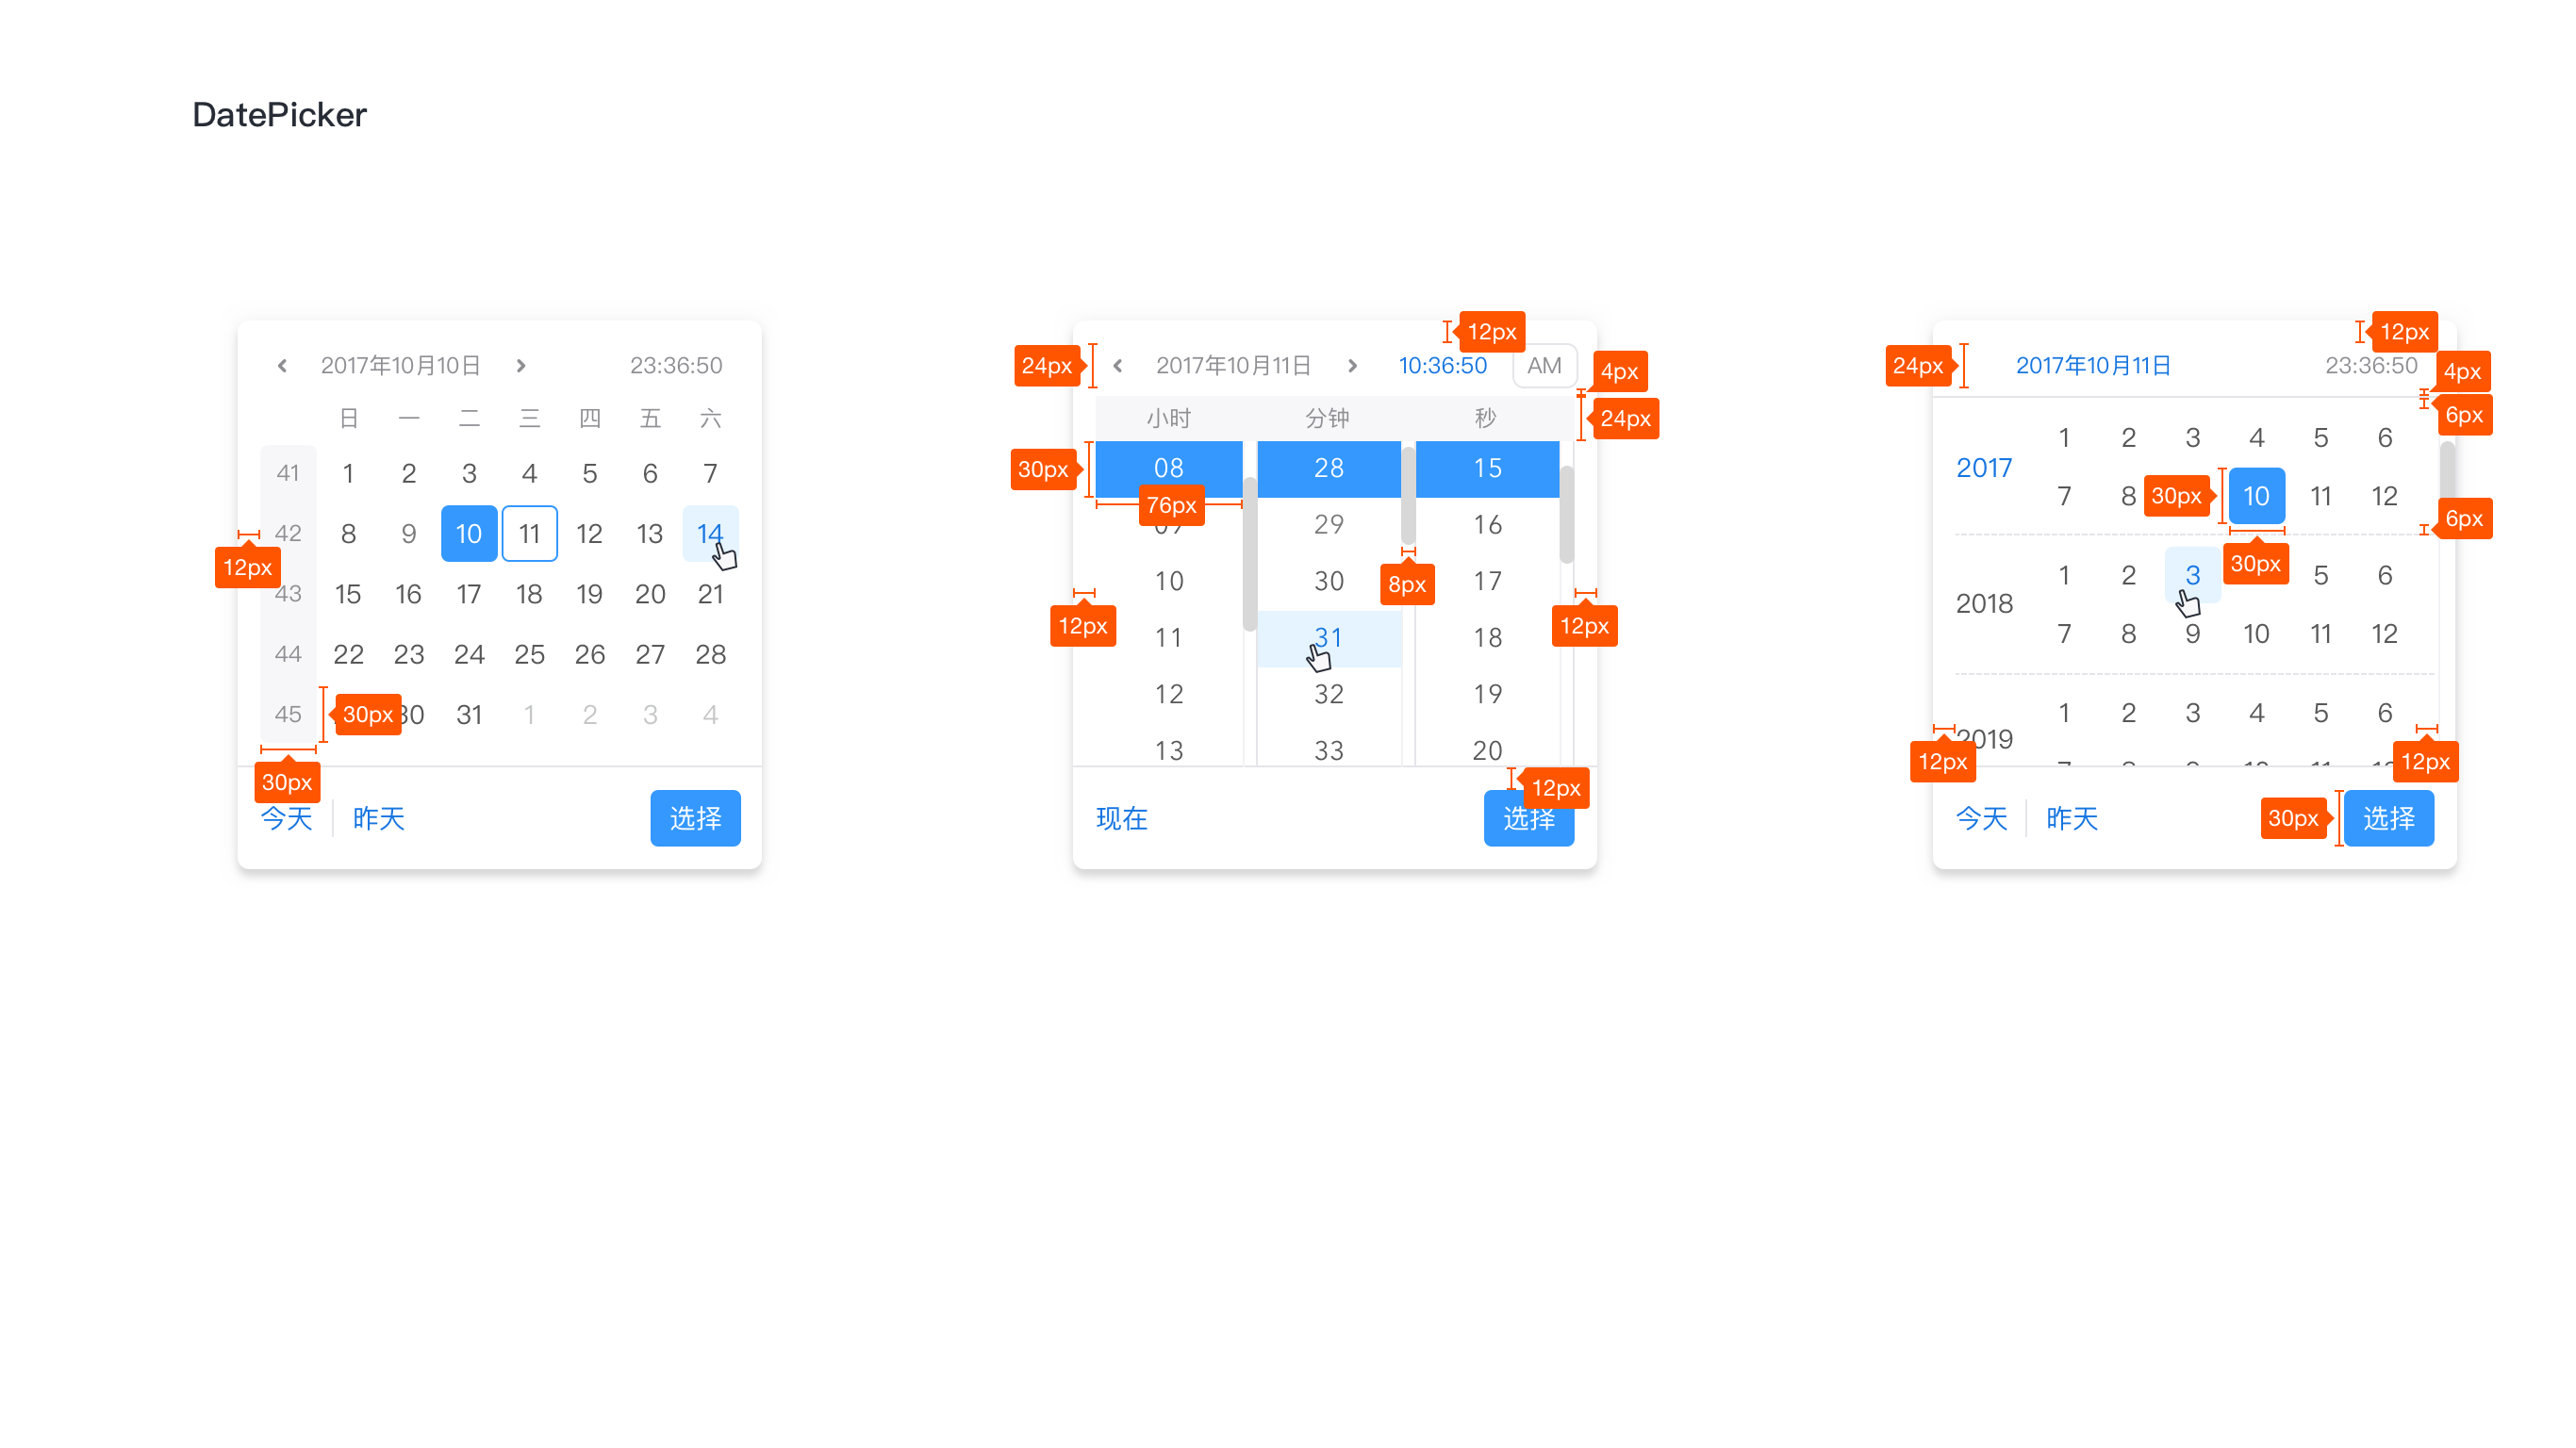 DatePicker
2017年10月10日 23:36:50
日 一 二 三 四 五 六
41 1 2 3 4 5 6 7
42 8 9 10 11 12 13 14
12px
43 15 16 17 18 19 20 21
44 22 23 24 25 26 27 28
45 30px 30 31 1 2 3 4
30px
今天 昨天 选择
12px
24px 2017年10月11日 10:36:50 AM 4px
小时 分钟 秒 24px
30px 08 28 15
76px
09 29 16
10 30 17
8px
12px 12px
11 31 18
12 32 19
13 33 20
12px
现在 选择
12px
24px 2017年10月11日 23:36:50 4px
6px
1 2 3 4 5 6
2017
7 8 30px 10 11 12
6px
30px
1 2 3 5 6
2018
7 8 9 10 11 12
1 2 3 4 5 6
2019
12px 12px
今天 昨天 30px 选择